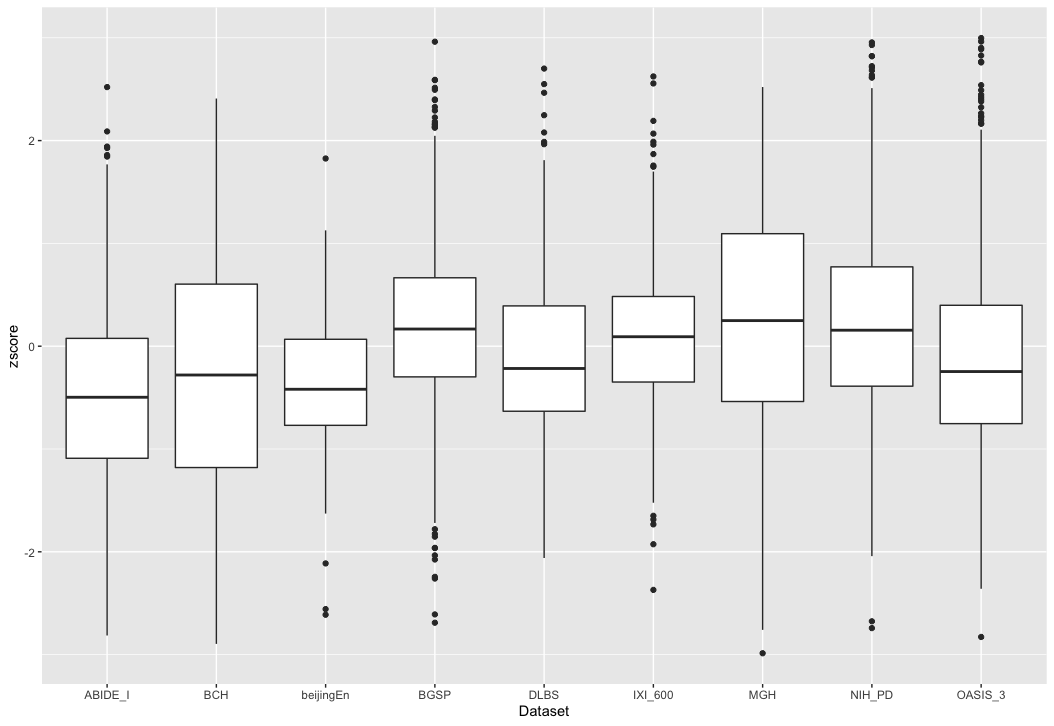 zscore
2
0
-2
ABIDE_I BCH beijingEn BGSP DLBS IXI_600 MGH NIH_PD OASIS_3
Dataset